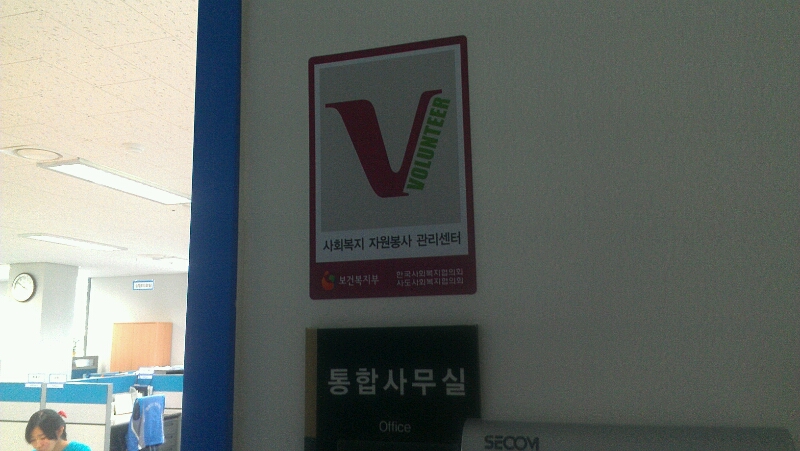 VOLUNTEER
사회복지 자원봉사 관리센터
보건복지부
한국사회복지협의회
시도사회복지협의회
통합사무실
Office
SECOM